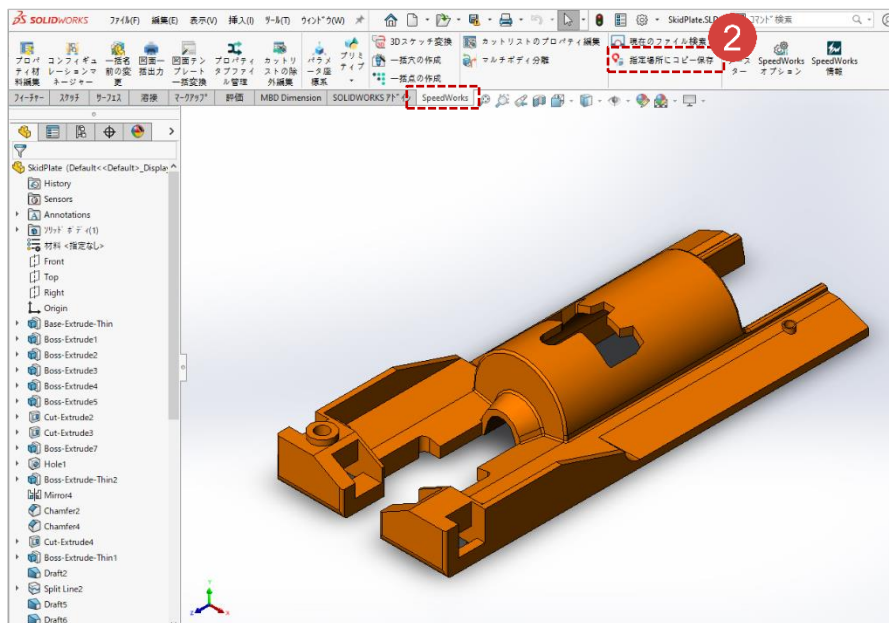 SOLIDWORKS ファイル(F) 編集(E) 表示(V) 挿入(I) ツール(T) ウィンドウ(W) SkidPlate.SL コマンド検索
プロパティ材料編集
コンフィギュレーションマネージャー
一括名前の変更
図面一括出力
図面テンプレート一括変換
プロパティタブファイル管理
カットリストの除外編集
パラメータ座標系
プリミティブ
3Dスケッチ変換
一括穴の作成
一括点の作成
カットリストのプロパティ編集
マルチボディ分離
現在のファイル検索
指定場所にコピー保存
2
ター
SpeedWorks オプション
SpeedWorks 情報
フィーチャー スケッチ サーフェス 溶接 マークアップ 評価 MBD Dimension SOLIDWORKS アドイン SpeedWorks
SkidPlate (Default<<Default>_Display
History
Sensors
Annotations
ソリッド ボディ(1)
材料 <指定なし>
Front
Top
Right
Origin
Base-Extrude-Thin
Boss-Extrude1
Boss-Extrude2
Boss-Extrude3
Boss-Extrude4
Boss-Extrude5
Cut-Extrude2
Cut-Extrude3
Boss-Extrude7
Hole1
Boss-Extrude-Thin2
Mirror4
Chamfer2
Chamfer4
Cut-Extrude4
Boss-Extrude-Thin1
Draft2
Split Line2
Draft5
Draft6